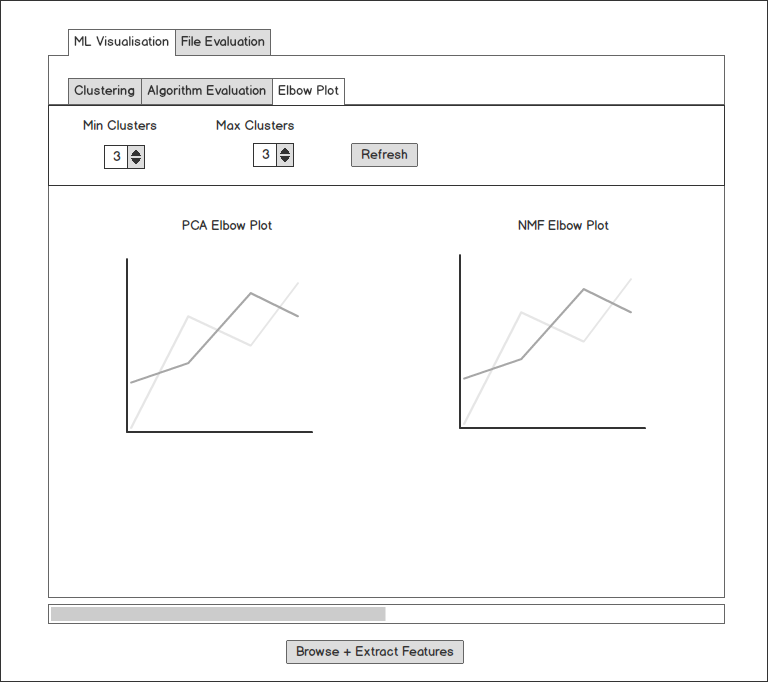 ML Visualisation File Evaluation
Clustering Algorithm Evaluation Elbow Plot
Min Clusters Max Clusters
3 3 Refresh
PCA Elbow Plot NMF Elbow Plot
Browse + Extract Features